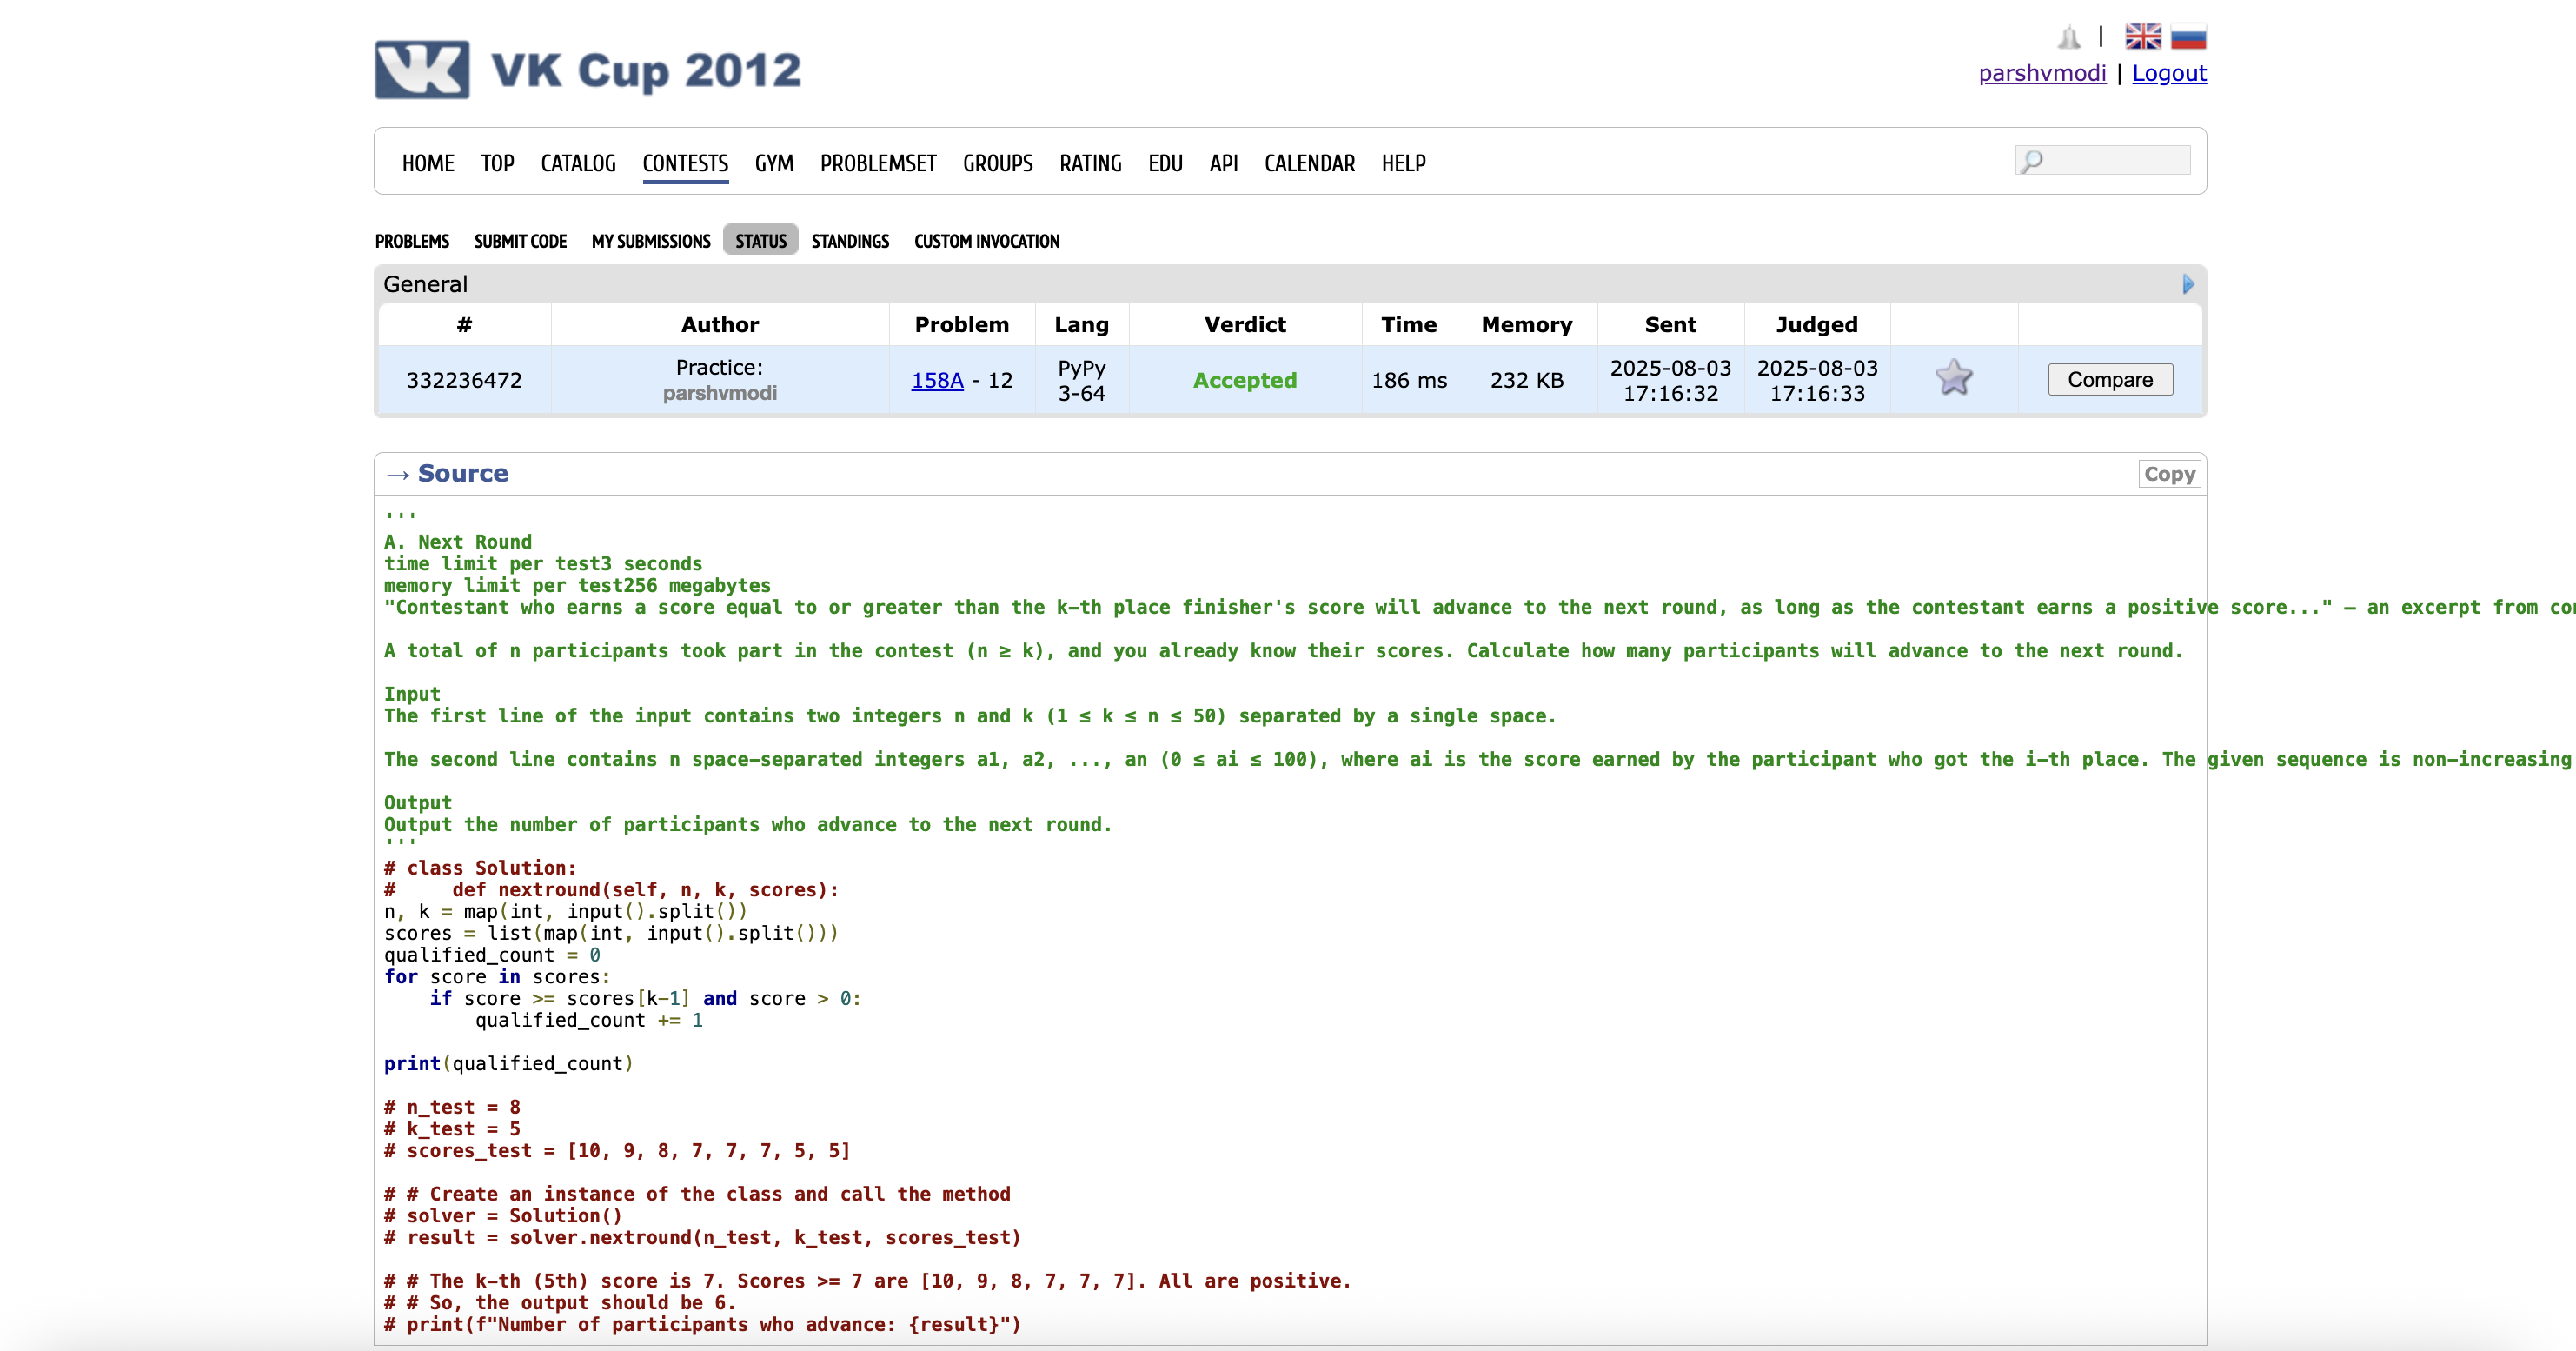 VK Cup 2012
|
parshvmodi | Logout
HOME TOP CATALOG CONTESTS GYM PROBLEMSET GROUPS RATING EDU API CALENDAR HELP
PROBLEMS SUBMIT CODE MY SUBMISSIONS STATUS STANDINGS CUSTOM INVOCATION
General
# Author Problem Lang Verdict Time Memory Sent Judged
332236472 Practice: parshvmodi 158A - 12 PyPy 3-64 Accepted 186 ms 232 KB 2025-08-03 17:16:32 2025-08-03 17:16:33 Compare
→ Source Copy
'''
A. Next Round
time limit per test3 seconds
memory limit per test256 megabytes
"Contestant who earns a score equal to or greater than the k-th place finisher's score will advance to the next round, as long as the contestant earns a positive score..." — an excerpt from
A total of n participants took part in the contest (n ≥ k), and you already know their scores. Calculate how many participants will advance to the next round.
Input
The first line of the input contains two integers n and k (1 ≤ k ≤ n ≤ 50) separated by a single space.
The second line contains n space-separated integers a1, a2, ..., an (0 ≤ ai ≤ 100), where ai is the score earned by the participant who got the i-th place. The given sequence is non-increasing
Output
Output the number of participants who advance to the next round.
'''
# class Solution:
#     def nextround(self, n, k, scores):
n, k = map(int, input().split())
scores = list(map(int, input().split()))
qualified_count = 0
for score in scores:
    if score >= scores[k-1] and score > 0:
        qualified_count += 1
print(qualified_count)
# n_test = 8
# k_test = 5
# scores_test = [10, 9, 8, 7, 7, 7, 5, 5]
# # Create an instance of the class and call the method
# solver = Solution()
# result = solver.nextround(n_test, k_test, scores_test)
# # The k-th (5th) score is 7. Scores >= 7 are [10, 9, 8, 7, 7, 7]. All are positive.
# # So, the output should be 6.
# print(f"Number of participants who advance: {result}")